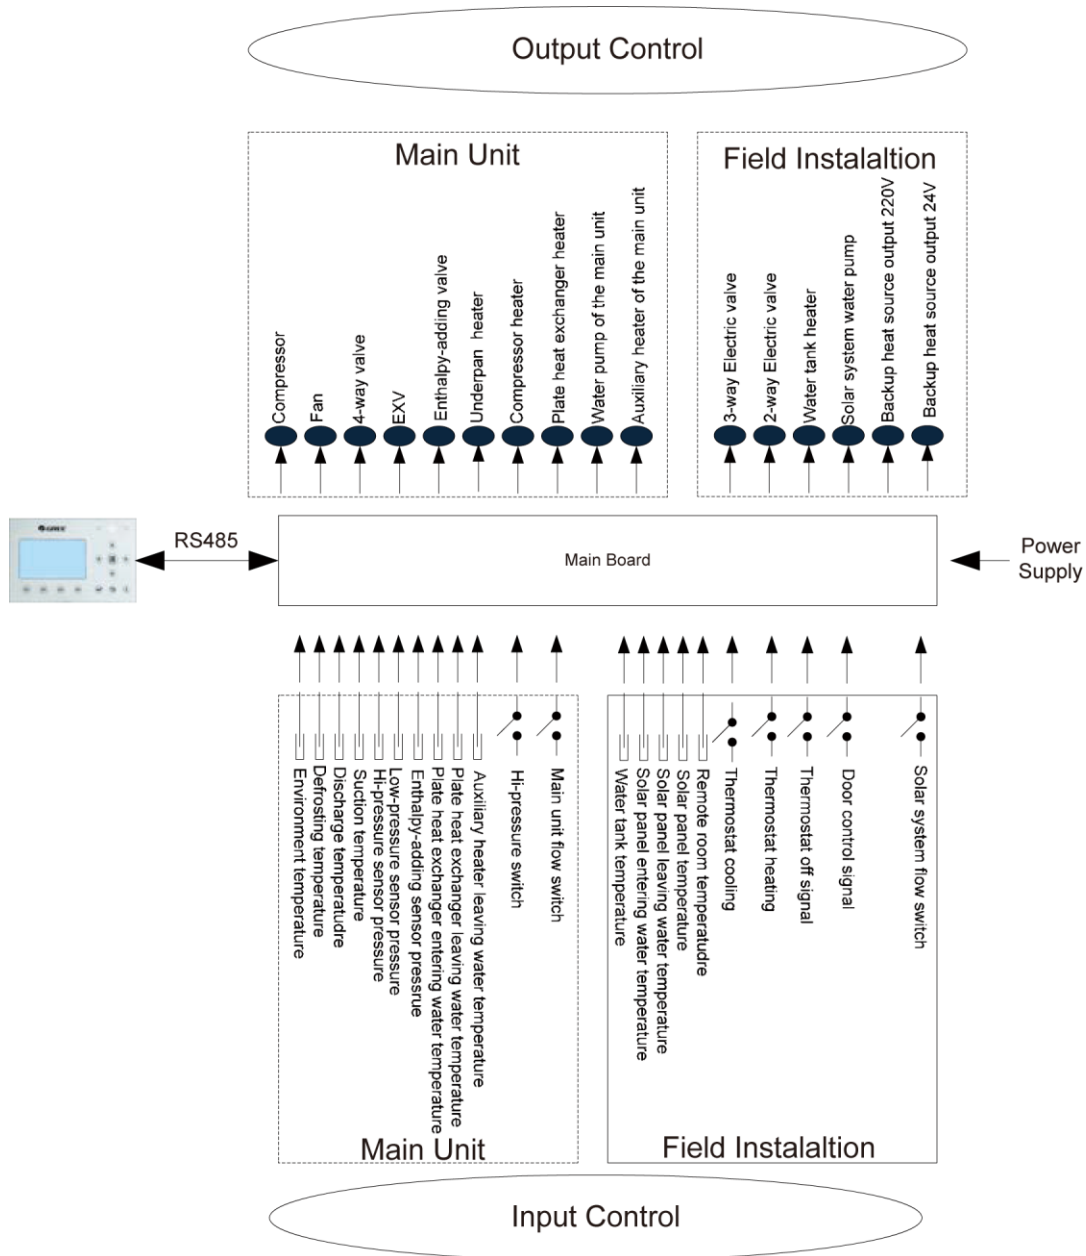 Output Control
Main Unit
Field Instalaltion
Compressor
Fan
4-way valve
EXV
Enthalpy-adding valve
Underpan heater
Compressor heater
Plate heat exchanger heater
Water pump of the main unit
Auxiliary heater of the main unit
3-way Electric valve
2-way Electric valve
Water tank heater
Solar system water pump
Backup heat source output 220V
Backup heat source output 24V
GREE
RS485
Main Board
Power
Supply
Environment temperature
Defrosting temperature
Discharge temperatudre
Suction temperature
Hi-pressure sensor pressure
Low-pressure sensor pressure
Enthalpy-adding sensor pressrue
Plate heat exchanger entering water temperature
Plate heat exchanger leaving water temperature
Auxiliary heater leaving water temperature
Hi-pressure switch
Main unit flow switch
Water tank temperature
Solar panel entering water temperature
Solar panel leaving water temperature
Solar panel temperature
Remote room temperatudre
Thermostat cooling
Thermostat heating
Thermostat off signal
Door control signal
Solar system flow switch
Main Unit
Field Instalaltion
Input Control